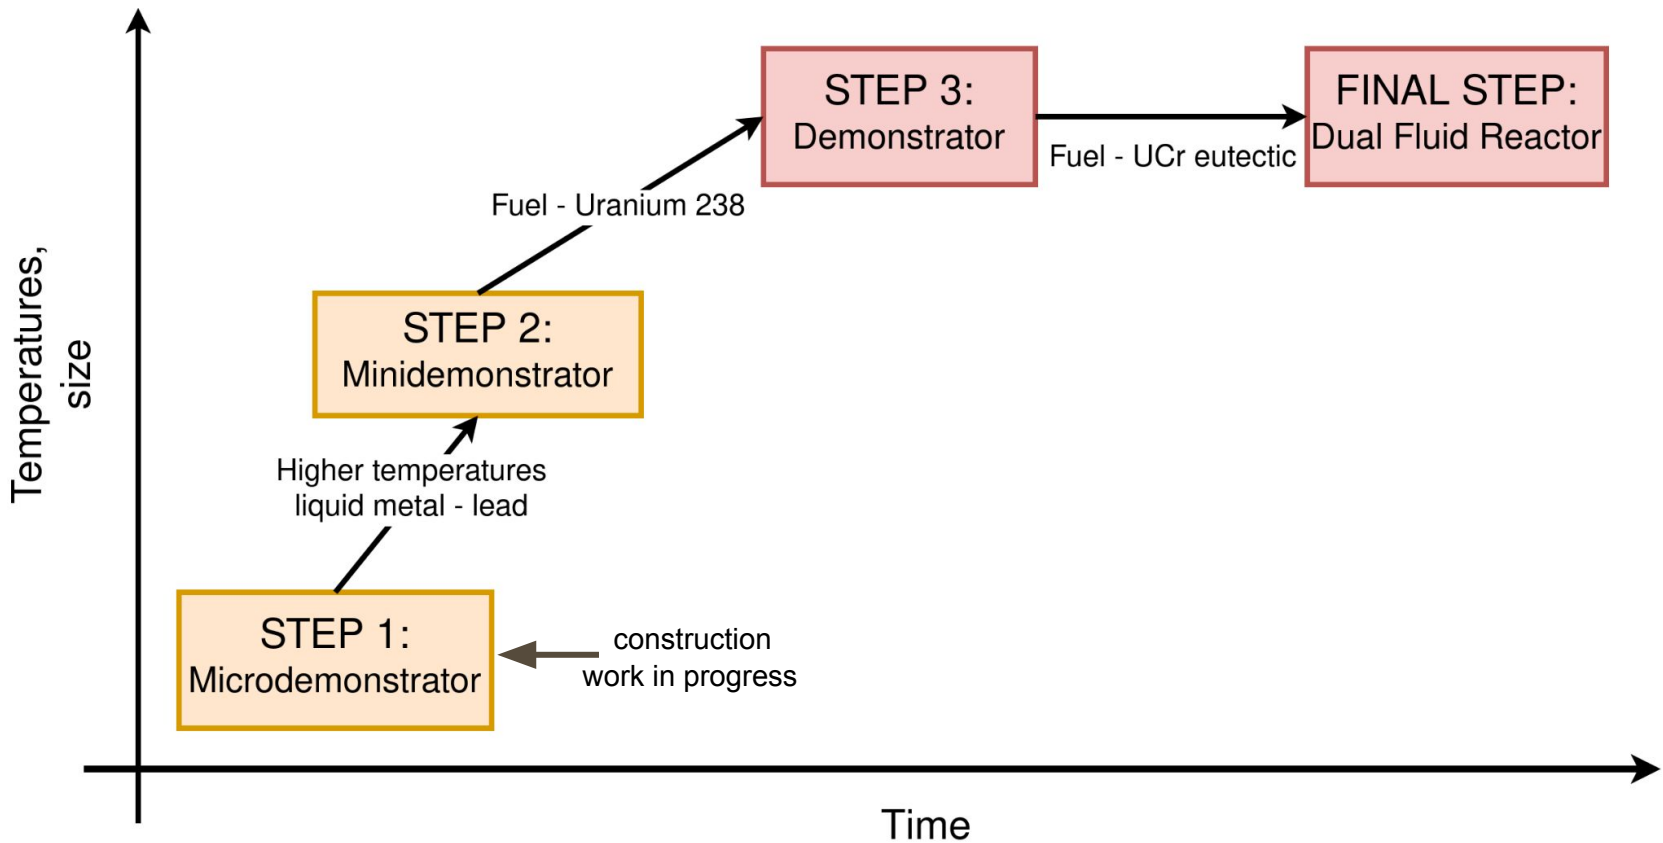 STEP 3:
Demonstrator
FINAL STEP:
Dual Fluid Reactor
Fuel - UCr eutectic
Fuel - Uranium 238
STEP 2:
Minidemonstrator
Higher temperatures
liquid metal - lead
STEP 1:
Microdemonstrator
construction
work in progress
Temperatures,
size
Time